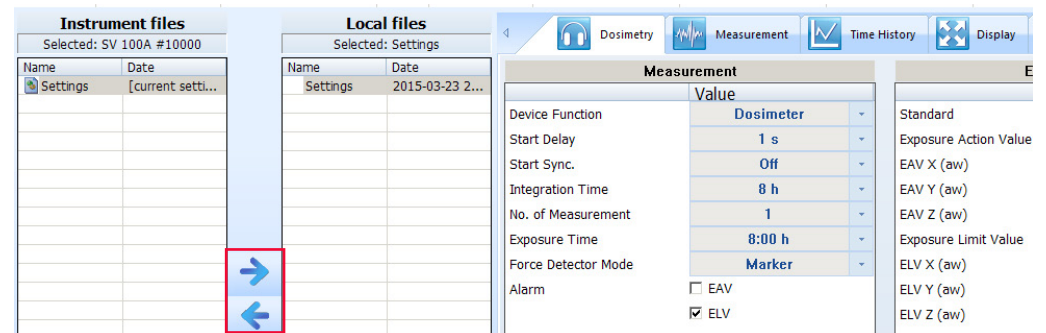 Instrument files
Selected: SV 100A #10000
Name Date
Settings [current setti...
Local files
Selected: Settings
Name Date
Settings 2015-03-23 2...
Dosimetry Measurement Time History Display
Measurement
Value
Device Function Dosimeter
Start Delay 1 s
Start Sync. Off
Integration Time 8 h
No. of Measurement 1
Exposure Time 8:00 h
Force Detector Mode Marker
Alarm EAV
ELV
E
Standard
Exposure Action Value
EAV X (aw)
EAV Y (aw)
EAV Z (aw)
Exposure Limit Value
ELV X (aw)
ELV Y (aw)
ELV Z (aw)